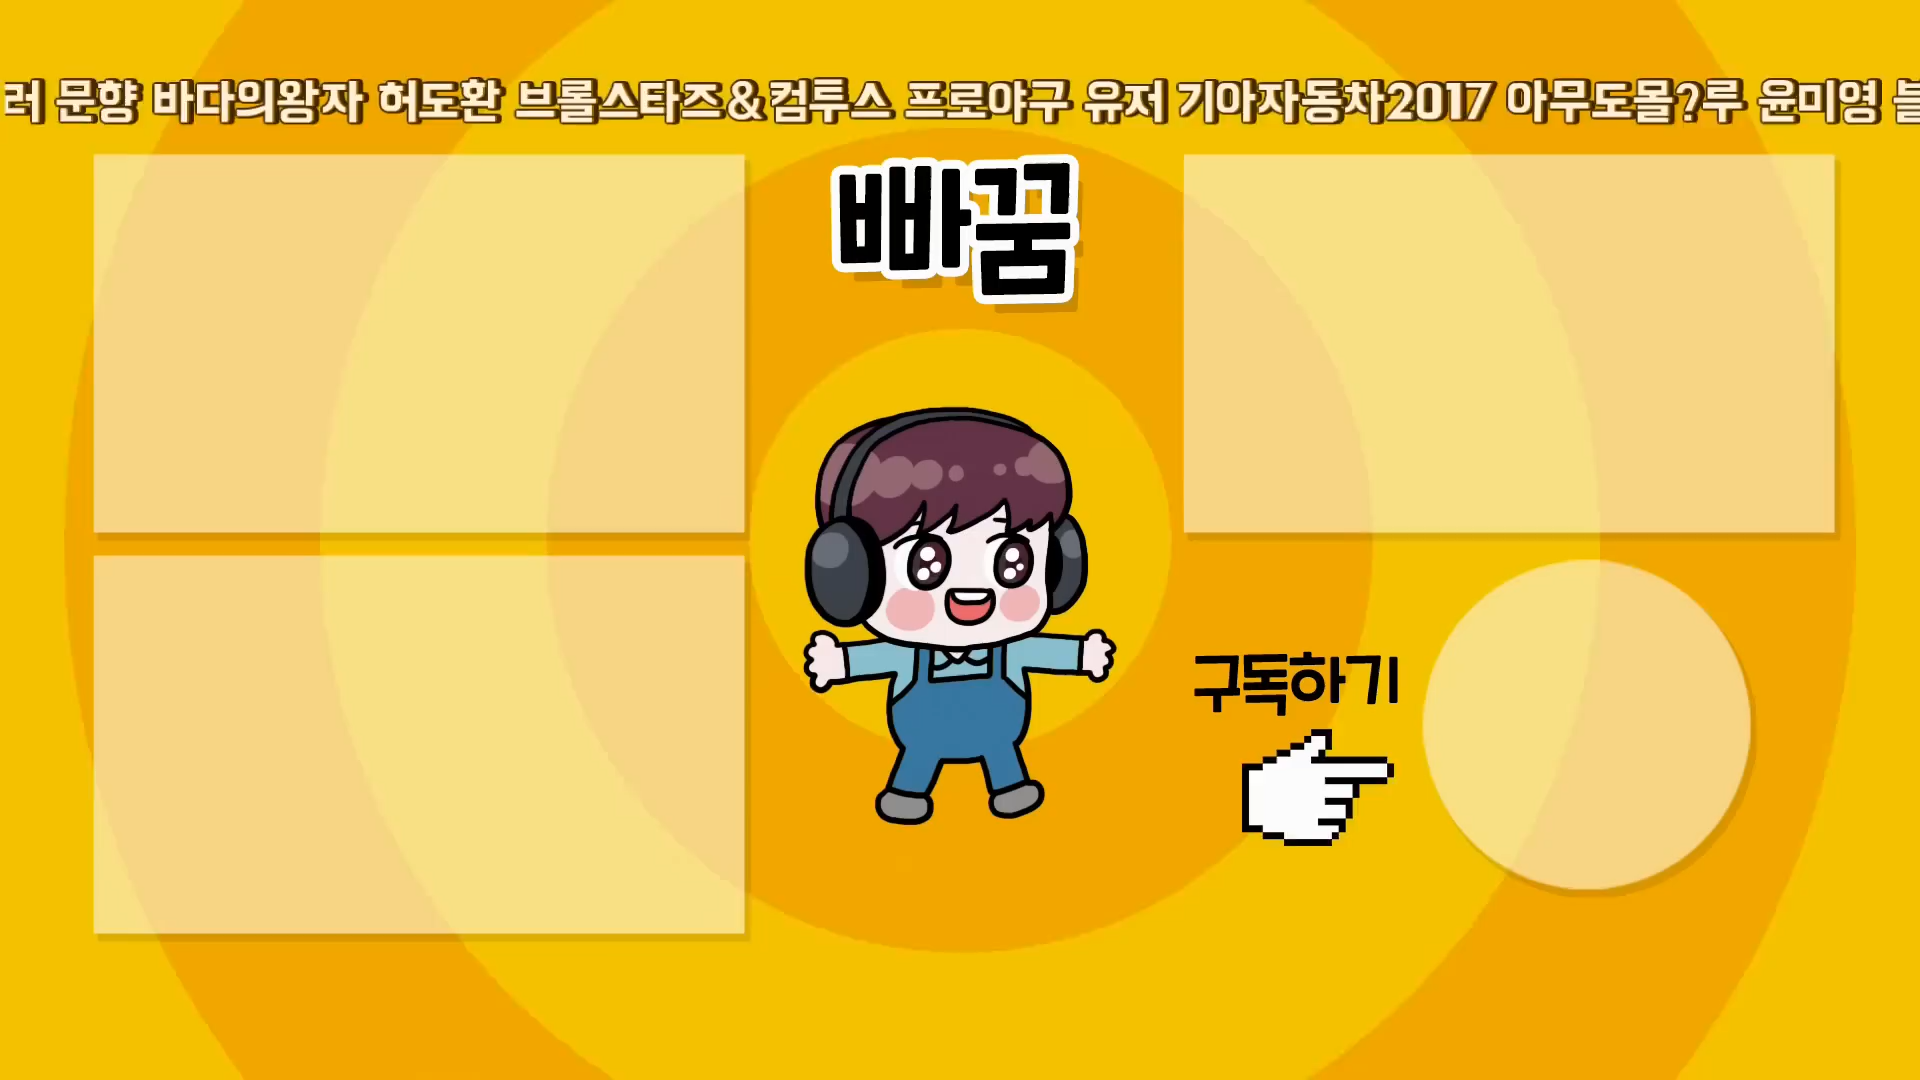 러 문향 바다의왕자 허도환 브롤스타즈&컴투스 프로야구 유저 기아자동차2017 아무도몰?루 윤미영 블
빠꿈
구독하기